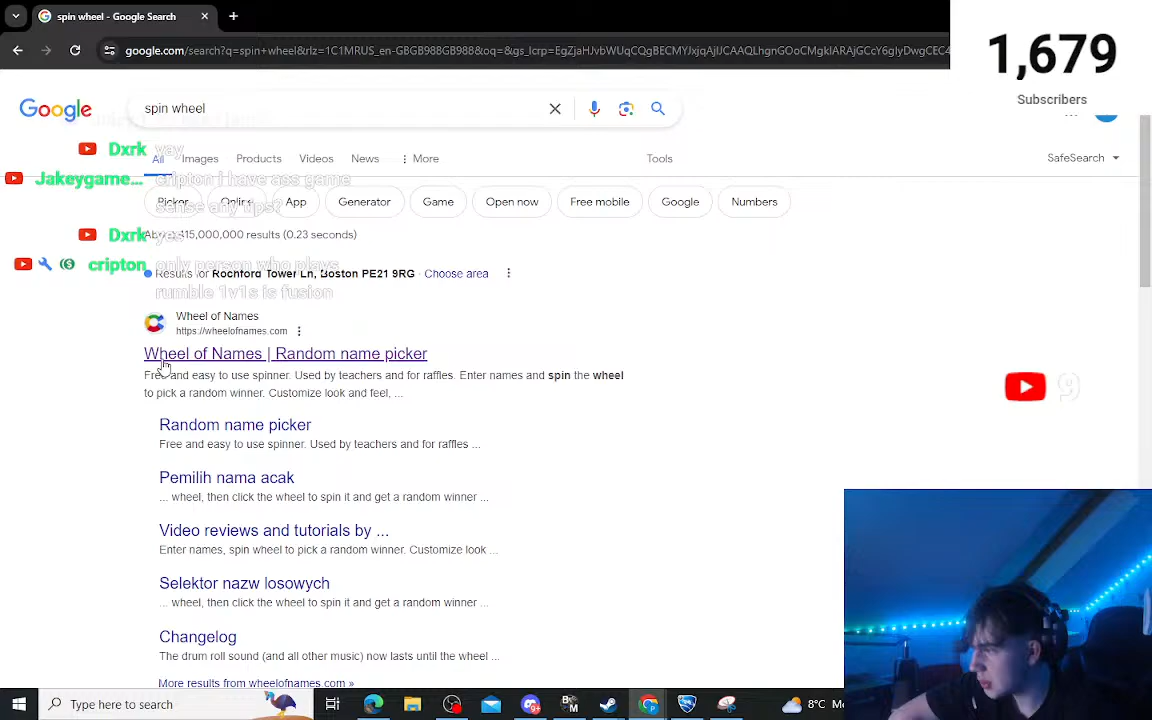 spin wheel - Google Search
google.com/search?q=spin+wheel&rlz=1C1MRUS_en-GBGB988GB988&oq=&gs_lcrp=
1,679
Subscribers
Google
spin wheel
Dxrk yay
All Images Products Videos News More Tools SafeSearch
Jakeygame... cripton i have ass game
sense any tips?
Picker Online App Generator Game Open now Free mobile Google Numbers
Dxrk yes
415,000,000 results (0.23 seconds)
cripton only person who plays
rumble 1v1s is fusion
Results for Rochford Tower Ln, Boston PE21 9RG - Choose area
Wheel of Names
https://wheelofnames.com
Wheel of Names | Random name picker
Free and easy to use spinner. Used by teachers and for raffles. Enter names and spin the wheel
to pick a random winner. Customize look and feel, ...
9
Random name picker
Free and easy to use spinner. Used by teachers and for raffles ...
Pemilih nama acak
... wheel, then click the wheel to spin it and get a random winner ...
Video reviews and tutorials by ...
Enter names, spin wheel to pick a random winner. Customize look ...
Selektor nazw losowych
... wheel, then click the wheel to spin it and get a random winner ...
Changelog
The drum roll sound (and all other music) now lasts until the wheel ...
More results from wheelofnames.com »
Type here to search
8°C